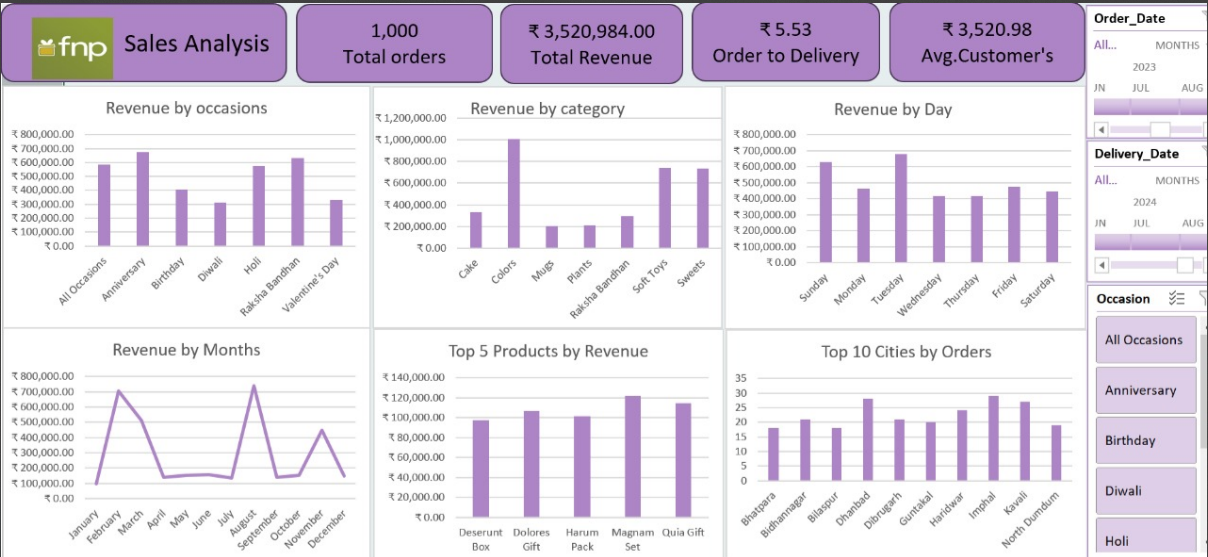 fnp
Sales Analysis
1,000
Total orders
₹ 3,520,984.00
Total Revenue
₹ 5.53
Order to Delivery
₹ 3,520.98
Avg.Customer's
Order_Date
All...
MONTHS
2023
JN JUL AUG
Delivery_Date
All...
MONTHS
2024
JN JUL AUG
Occasion
All Occasions
Anniversary
Birthday
Diwali
Holi
Revenue by occasions
₹ 800,000.00
₹ 700,000.00
₹ 600,000.00
₹ 500,000.00
₹ 400,000.00
₹ 300,000.00
₹ 200,000.00
₹ 100,000.00
₹ 0.00
All Occasions
Anniversary
Birthday
Diwali
Holi
Raksha Bandhan
Valentine's Day
Revenue by category
₹ 1,200,000.00
₹ 1,000,000.00
₹ 800,000.00
₹ 600,000.00
₹ 400,000.00
₹ 200,000.00
₹ 0.00
Cake
Colors
Mugs
Plants
Raksha Bandhan
Soft Toys
Sweets
Revenue by Day
₹ 800,000.00
₹ 700,000.00
₹ 600,000.00
₹ 500,000.00
₹ 400,000.00
₹ 300,000.00
₹ 200,000.00
₹ 100,000.00
₹ 0.00
Sunday
Monday
Tuesday
Wednesday
Thursday
Friday
Saturday
Revenue by Months
₹ 800,000.00
₹ 700,000.00
₹ 600,000.00
₹ 500,000.00
₹ 400,000.00
₹ 300,000.00
₹ 200,000.00
₹ 100,000.00
₹ 0.00
January
February
March
April
May
June
July
August
September
October
November
December
Top 5 Products by Revenue
₹ 140,000.00
₹ 120,000.00
₹ 100,000.00
₹ 80,000.00
₹ 60,000.00
₹ 40,000.00
₹ 20,000.00
₹ 0.00
Deserunt
Box
Dolores
Gift
Harum
Pack
Magnam
Set
Quia Gift
Top 10 Cities by Orders
35
30
25
20
15
10
5
0
Bhatpara
Bidhannagar
Bilaspur
Dhanbad
Dibrugarh
Guntakal
Haridwar
Imphal
Kavali
North Dumdum